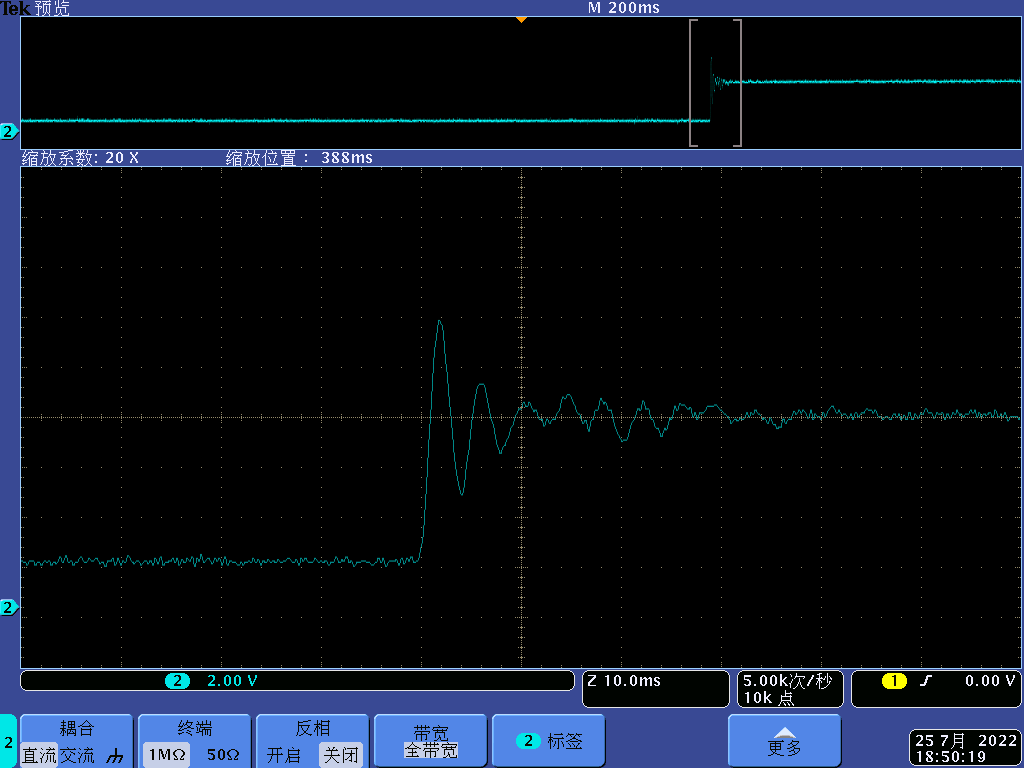 Tek 预览 M 200ms
2
缩放系数: 20 X 缩放位置： 388ms
2
2 2.00 V Z 10.0ms 5.00k次/秒 1 0.00 V
10k 点
2
耦合 终端 反相 带宽 2 标签 更多
直流 交流 1MΩ 50Ω 开启 关闭 全带宽
25 7月 2022
18:50:19